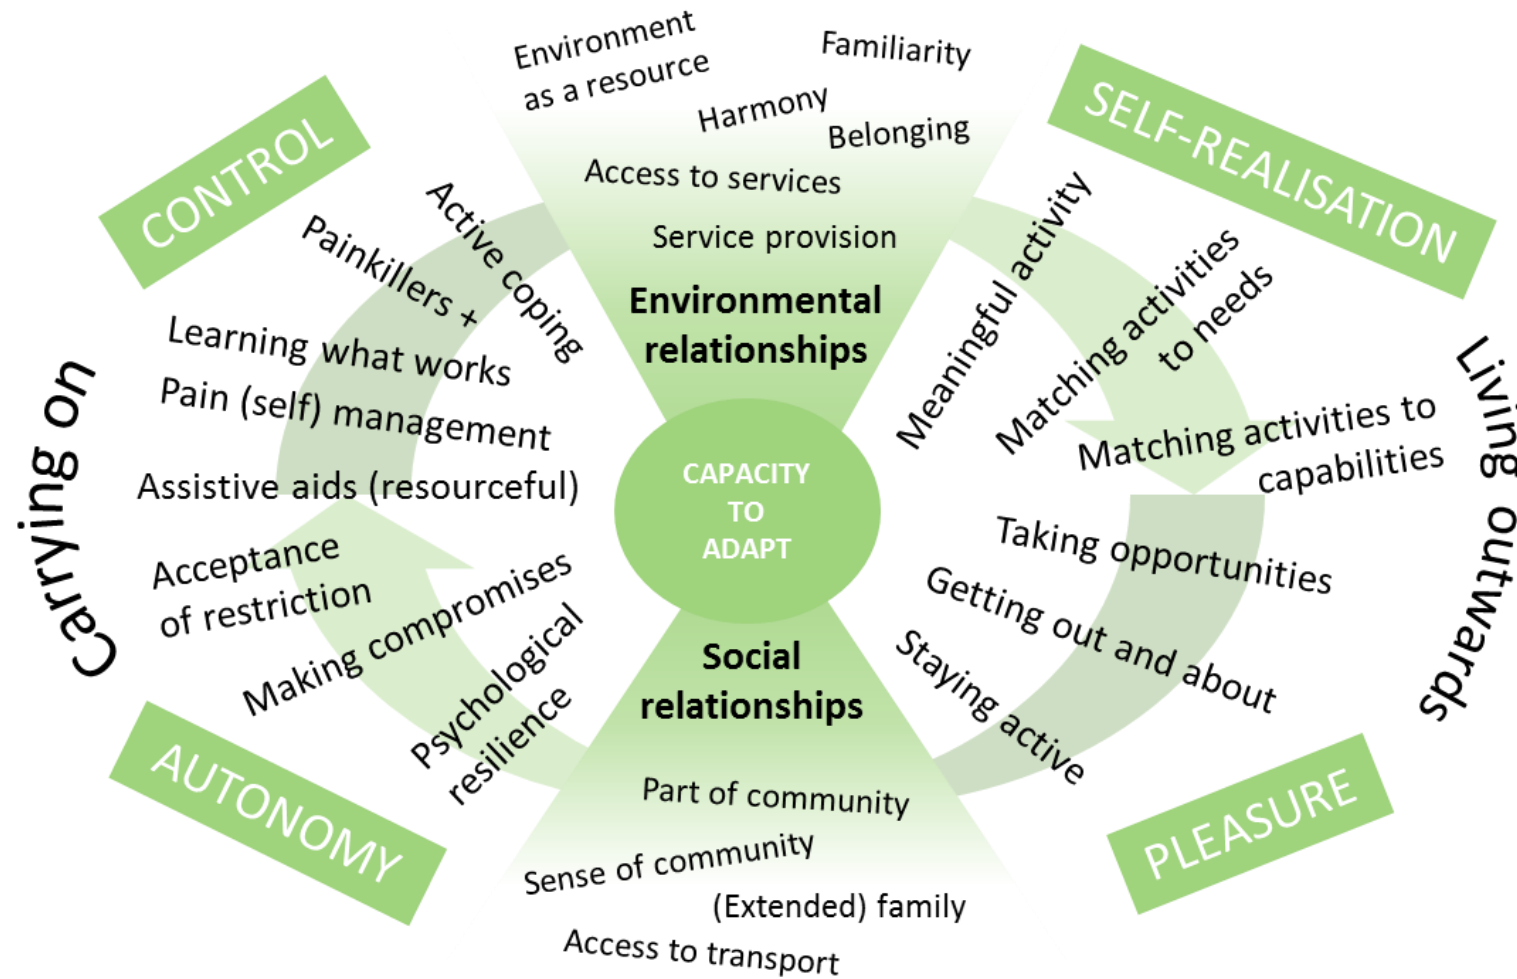 Environment
as a resource
Familiarity
Harmony
Belonging
Access to services
Service provision
Environmental
relationships
CONTROL
Active coping
Painkillers +
Learning what works
Pain (self) management
Assistive aids (resourceful)
Carrying on
Acceptance
of restriction
Making compromises
Psychological
resilience
AUTONOMY
CAPACITY
TO
ADAPT
SELF-REALISATION
Meaningful activity
Matching activities
to needs
Matching activities to
capabilities
Living outwards
Taking opportunities
Getting out and about
Staying active
PLEASURE
Social
relationships
Part of community
Sense of community
(Extended) family
Access to transport